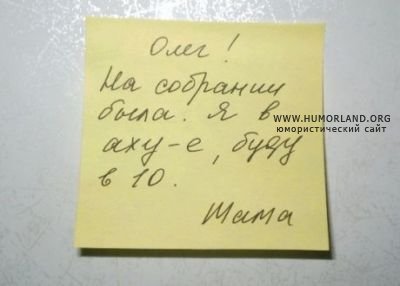 Олег!
На собрании
была. Я в
аху-е, буду
в 10.
Мама
WWW.HUMORLAND.ORG
юмористический сайт